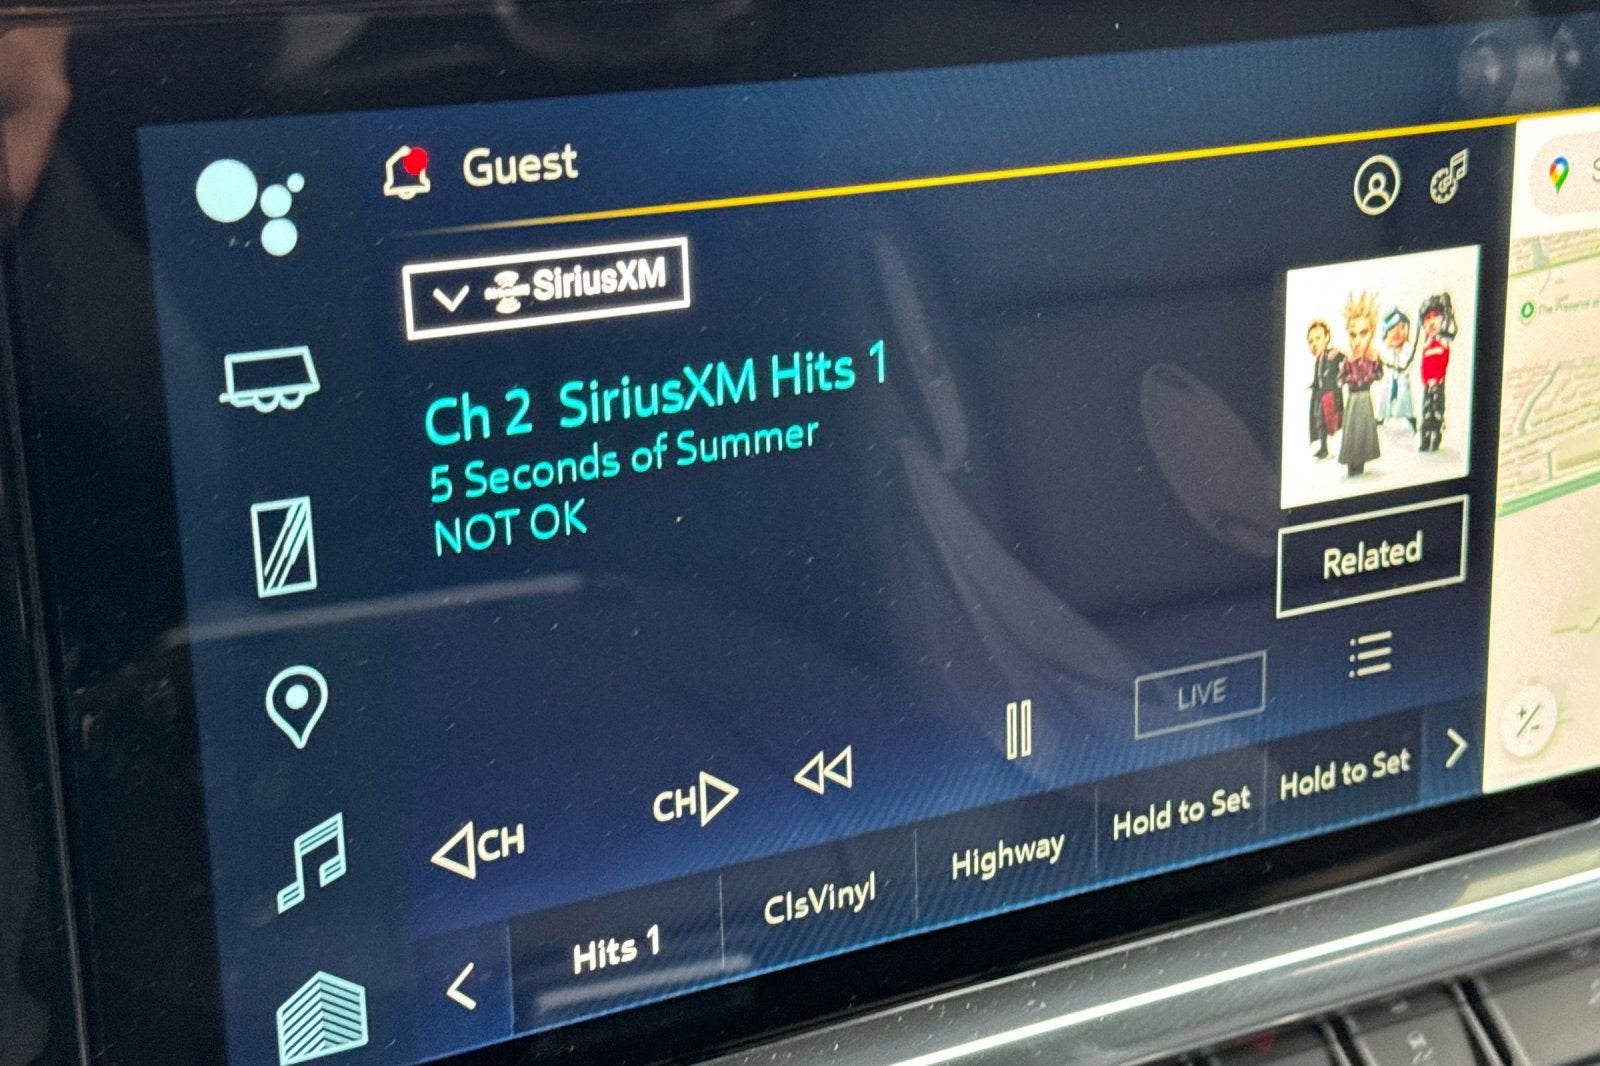 Guest
SiriusXM
Ch 2 SiriusXM Hits 1
5 Seconds of Summer
NOT OK
Related
LIVE
CH
CH
Hits 1
ClsVinyl
Highway
Hold to Set
Hold to Set